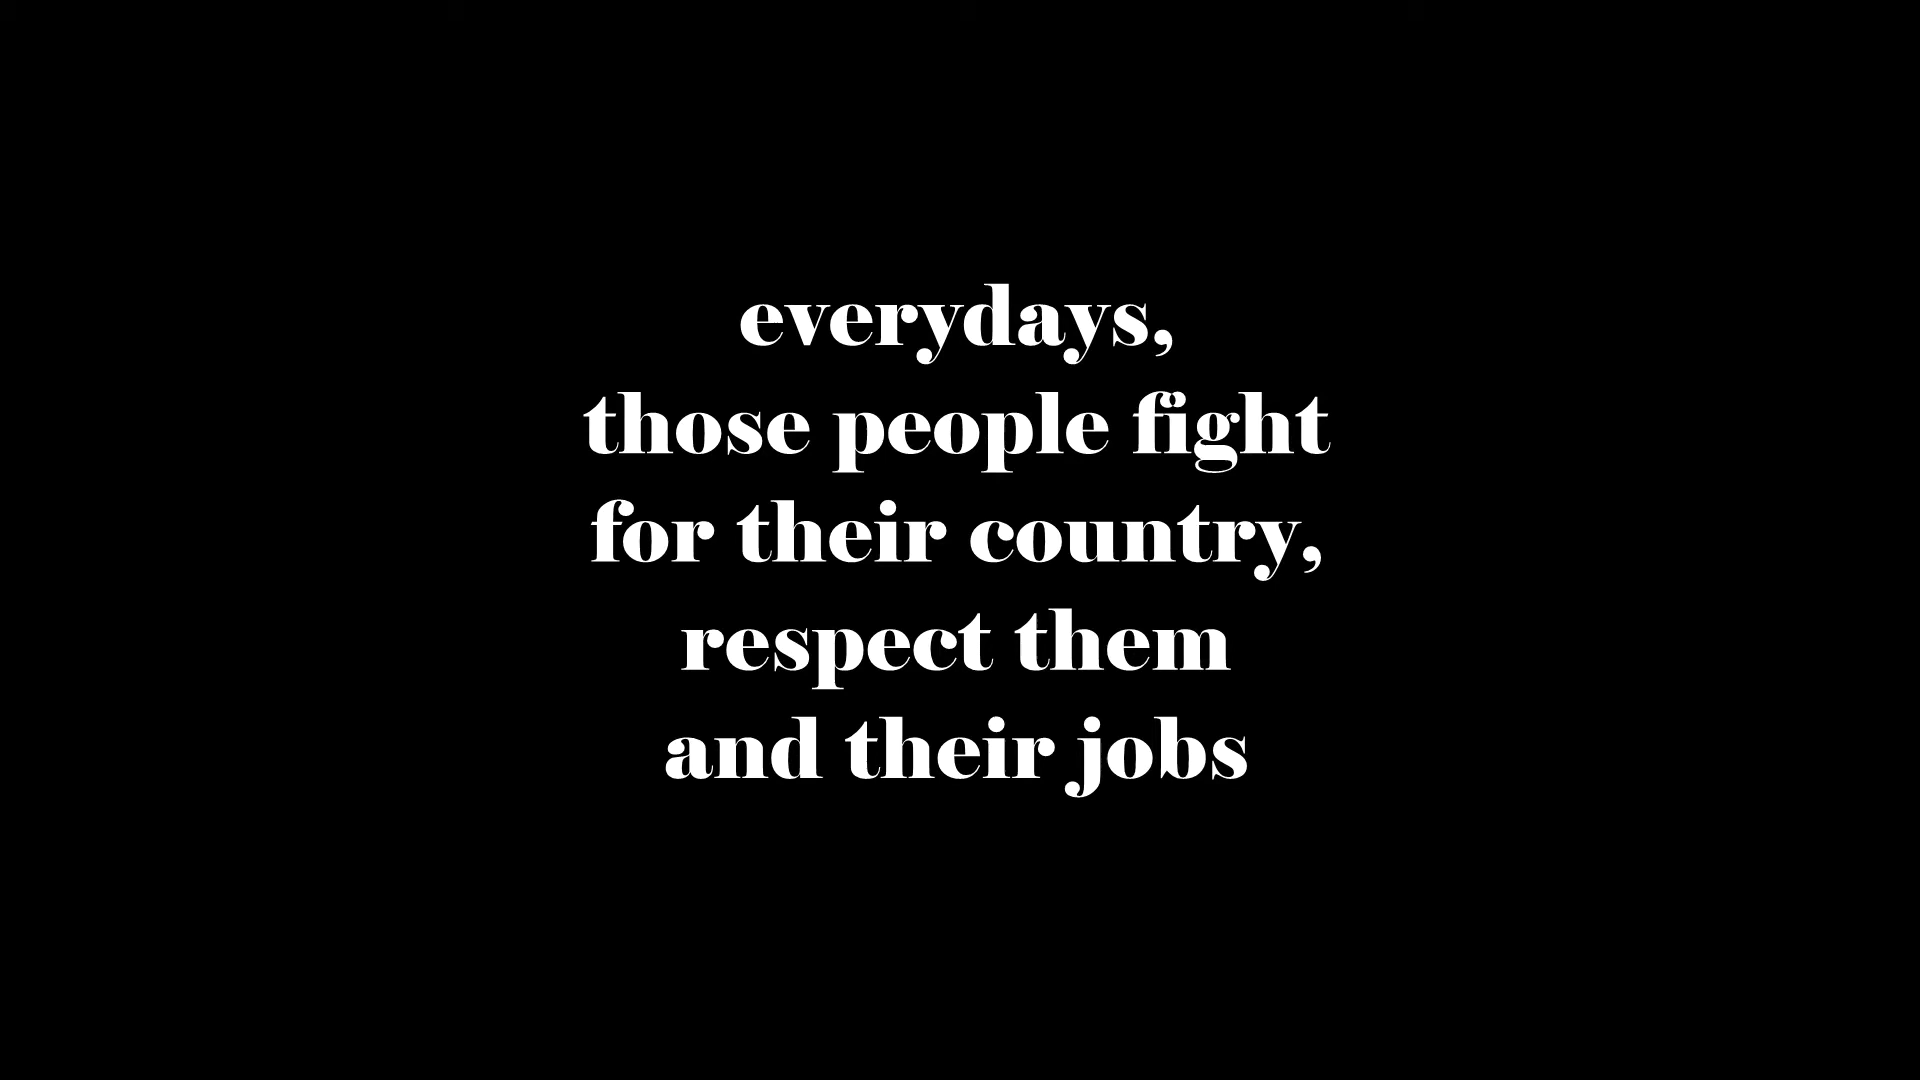 everydays,
those people fight
for their country,
respect them
and their jobs